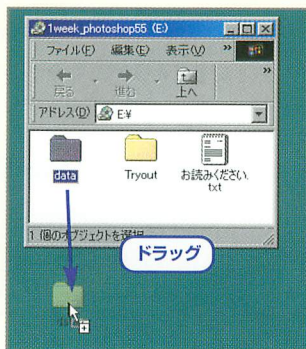 1week_photoshop55 (E:)
ファイル(F) 編集(E) 表示(V) »
戻る 進む 上へ »
アドレス(D) E:¥
data
Tryout
お読みください.
txt
1 個のオブジェクトを選択
ドラッグ
data